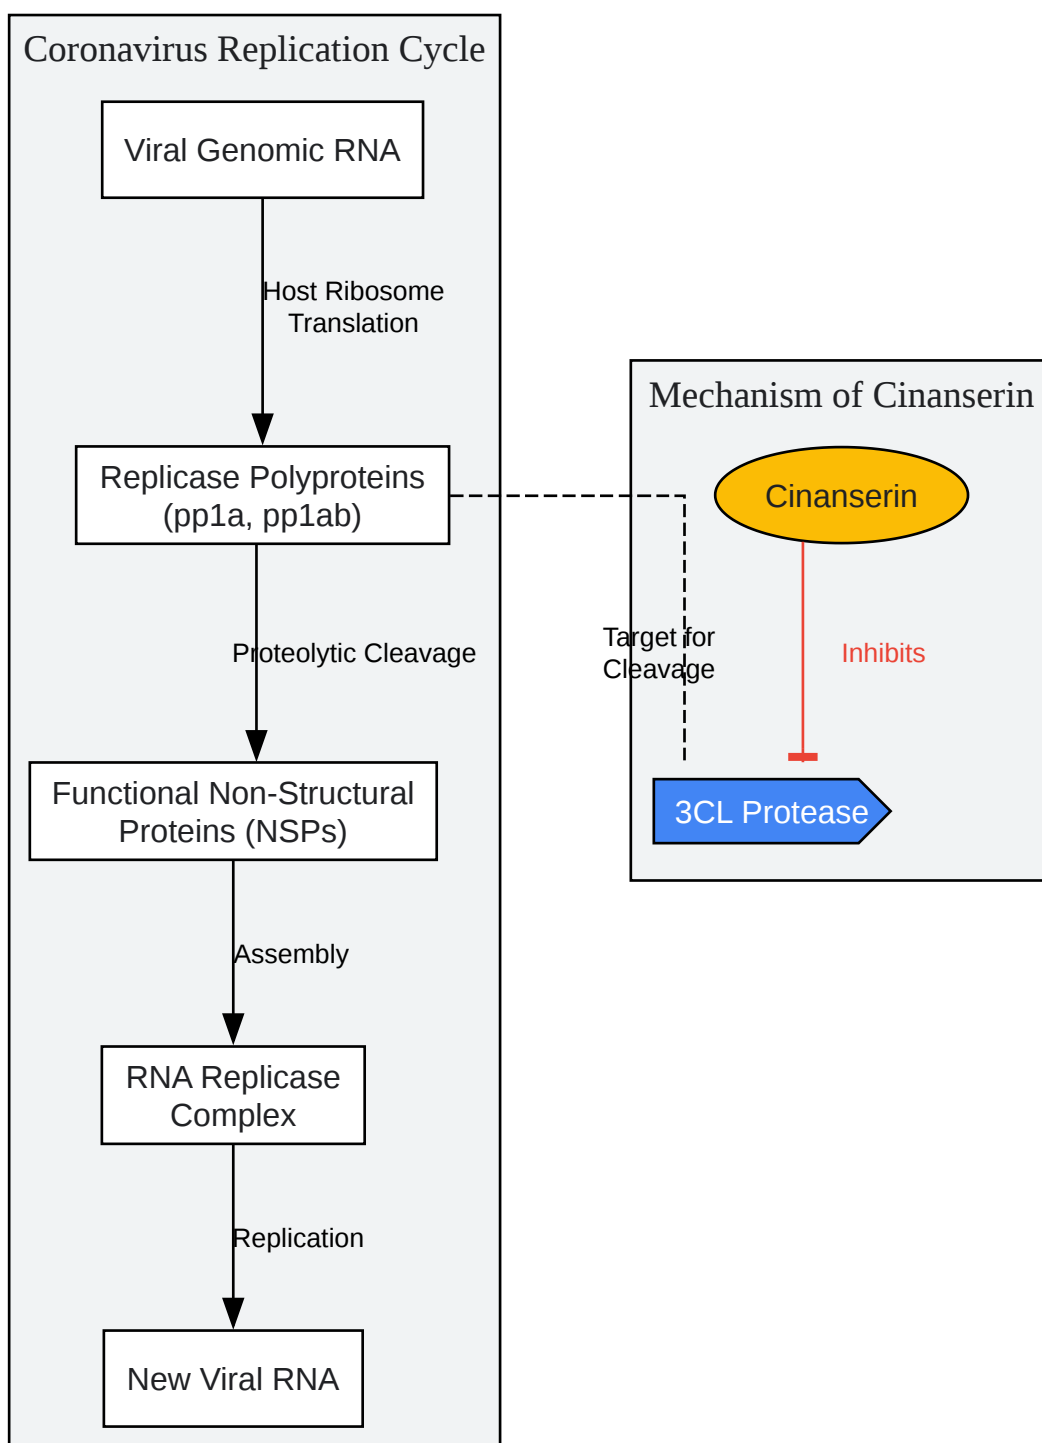 Coronavirus Replication Cycle
Viral Genomic RNA
Host Ribosome
Translation
Replicase Polyproteins
(pp1a, pp1ab)
Proteolytic Cleavage
Functional Non-Structural
Proteins (NSPs)
Assembly
RNA Replicase
Complex
Replication
New Viral RNA
Mechanism of Cinanserin
Cinanserin
Target for
Cleavage
Inhibits
3CL Protease